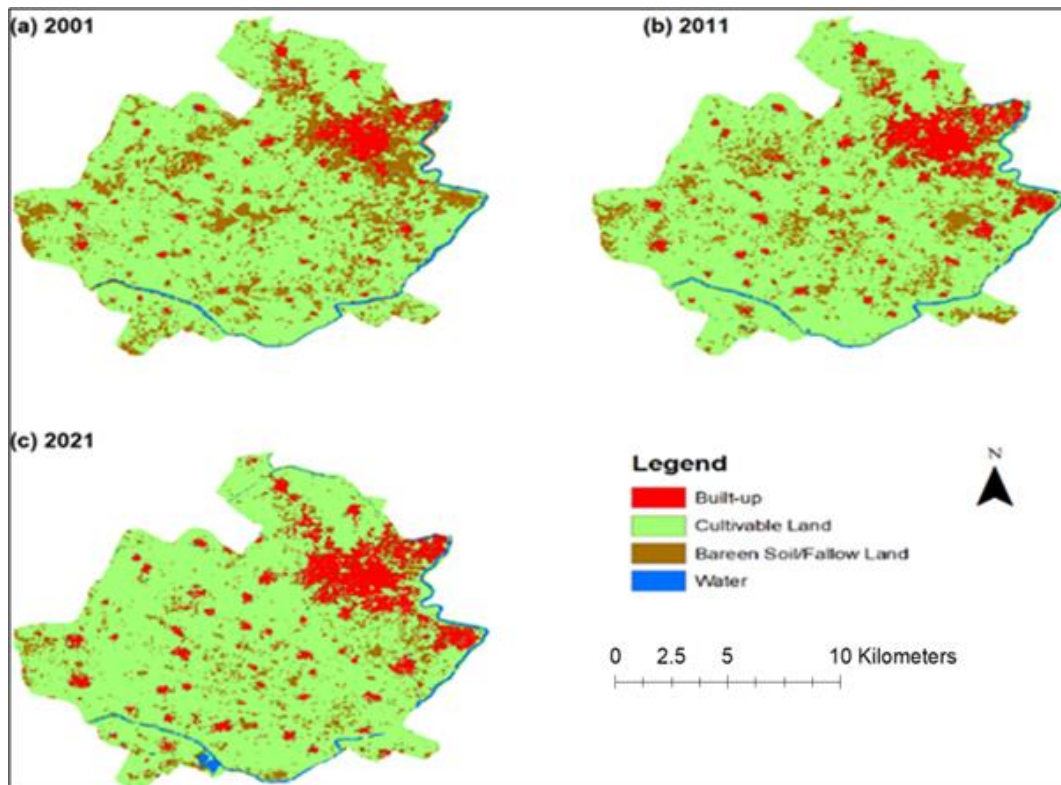 (a) 2001
(b) 2011
(c) 2021
Legend
Built-up
Cultivable Land
Bareen Soil/Fallow Land
Water
N
0 2.5 5 10 Kilometers